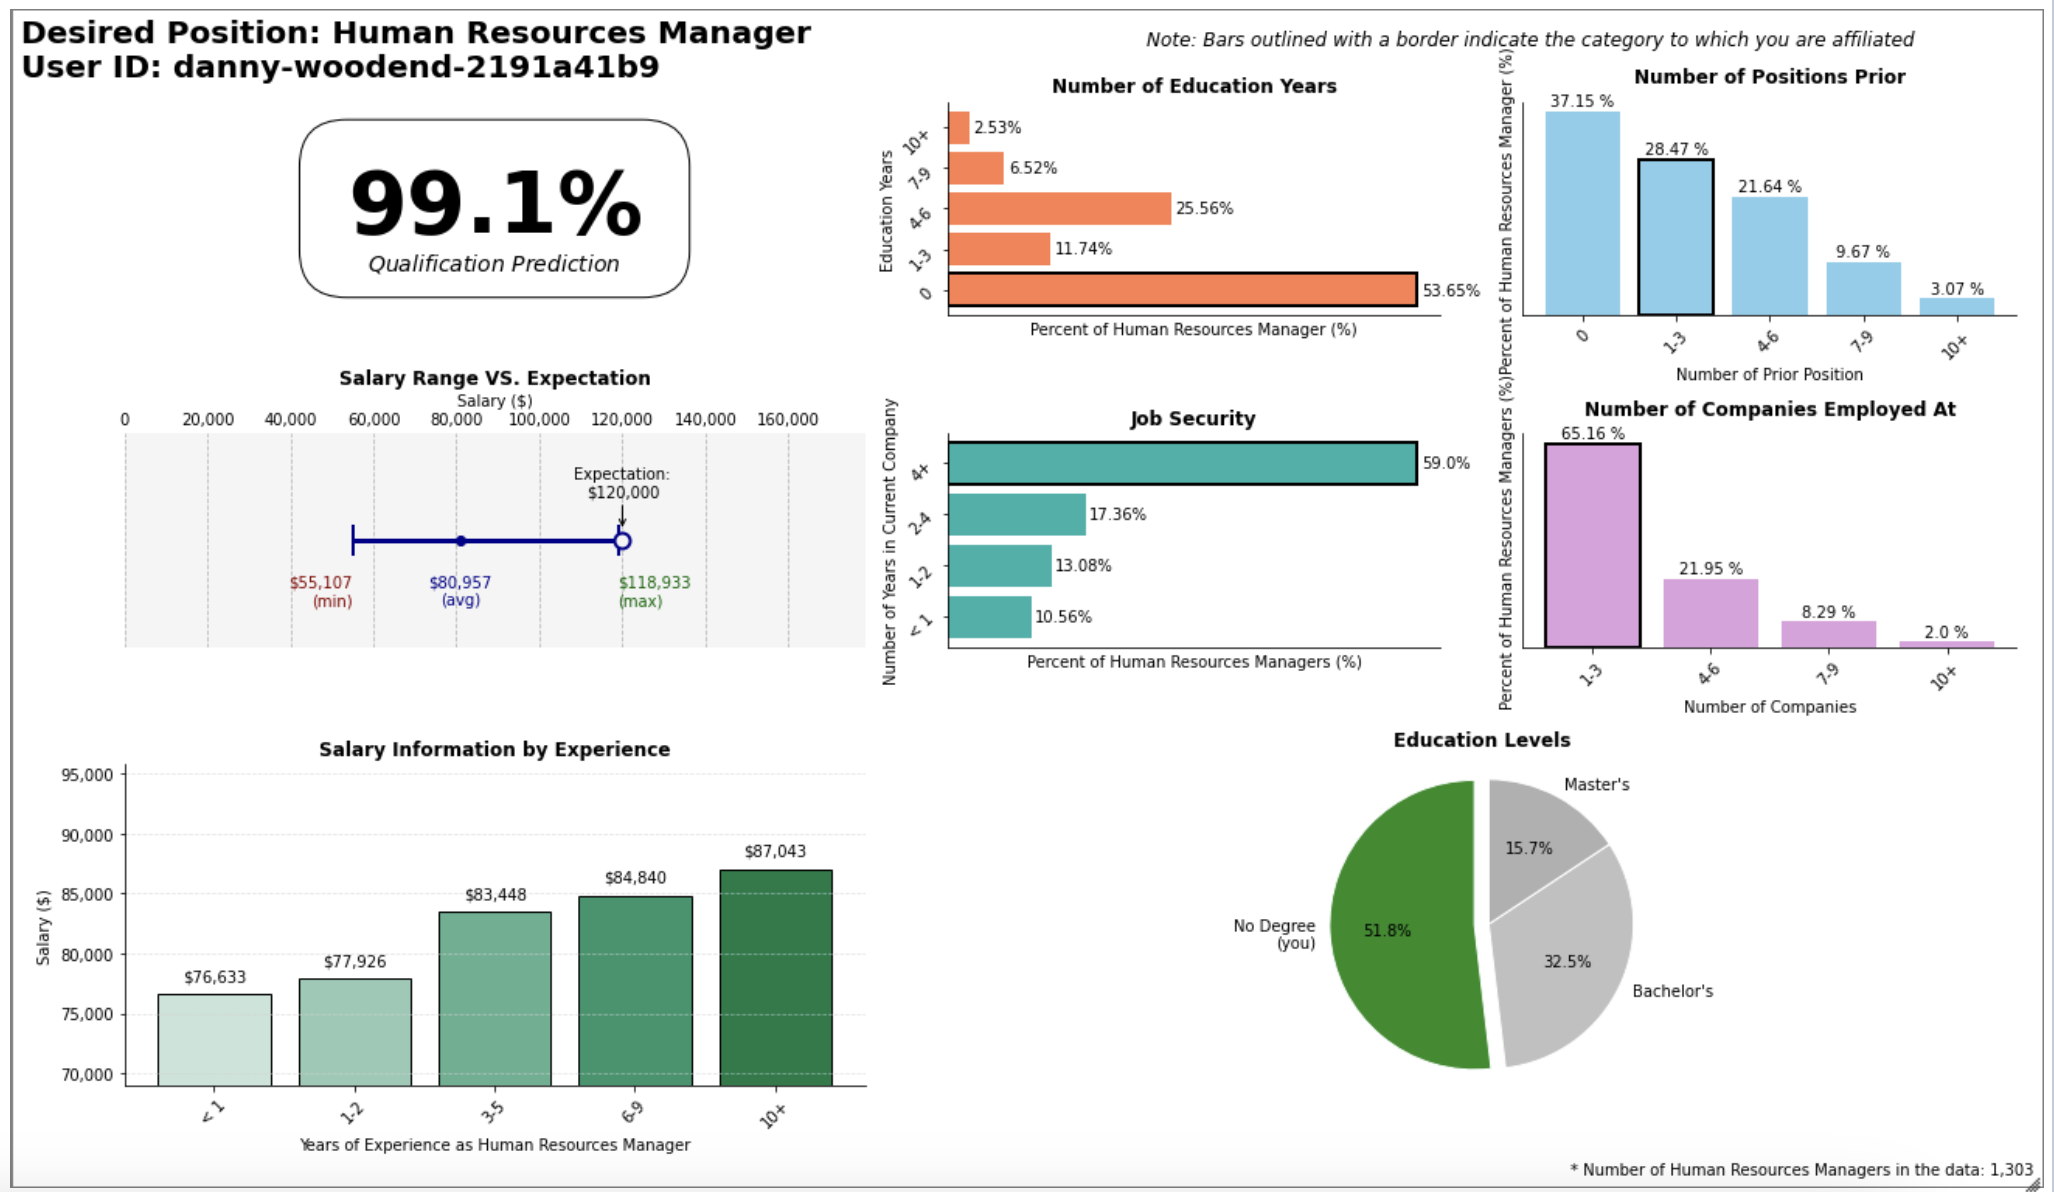 Desired Position: Human Resources Manager
User ID: danny-woodend-2191a41b9
Note: Bars outlined with a border indicate the category to which you are affiliated
99.1%
Qualification Prediction
Number of Education Years
Education Years
10+
2.53%
7-9
6.52%
4-6
25.56%
1-3
11.74%
0
53.65%
Percent of Human Resources Manager (%)
Number of Positions Prior
Percent of Human Resources Manager (%)
37.15 %
28.47 %
21.64 %
9.67 %
3.07 %
0
1-3
4-6
7-9
10+
Number of Prior Position
Salary Range VS. Expectation
Salary ($)
0
20,000
40,000
60,000
80,000
100,000
120,000
140,000
160,000
Expectation:
$120,000
$55,107
(min)
$80,957
(avg)
$118,933
(max)
Job Security
Number of Years in Current Company
4+
59.0%
2-4
17.36%
1-2
13.08%
< 1
10.56%
Percent of Human Resources Managers (%)
Number of Companies Employed At
Percent of Human Resources Managers (%)
65.16 %
21.95 %
8.29 %
2.0 %
1-3
4-6
7-9
10+
Number of Companies
Salary Information by Experience
Salary ($)
95,000
90,000
85,000
80,000
75,000
70,000
$76,633
$77,926
$83,448
$84,840
$87,043
< 1
1-2
3-5
6-9
10+
Years of Experience as Human Resources Manager
Education Levels
Master's
15.7%
No Degree
(you)
51.8%
32.5%
Bachelor's
* Number of Human Resources Managers in the data: 1,303